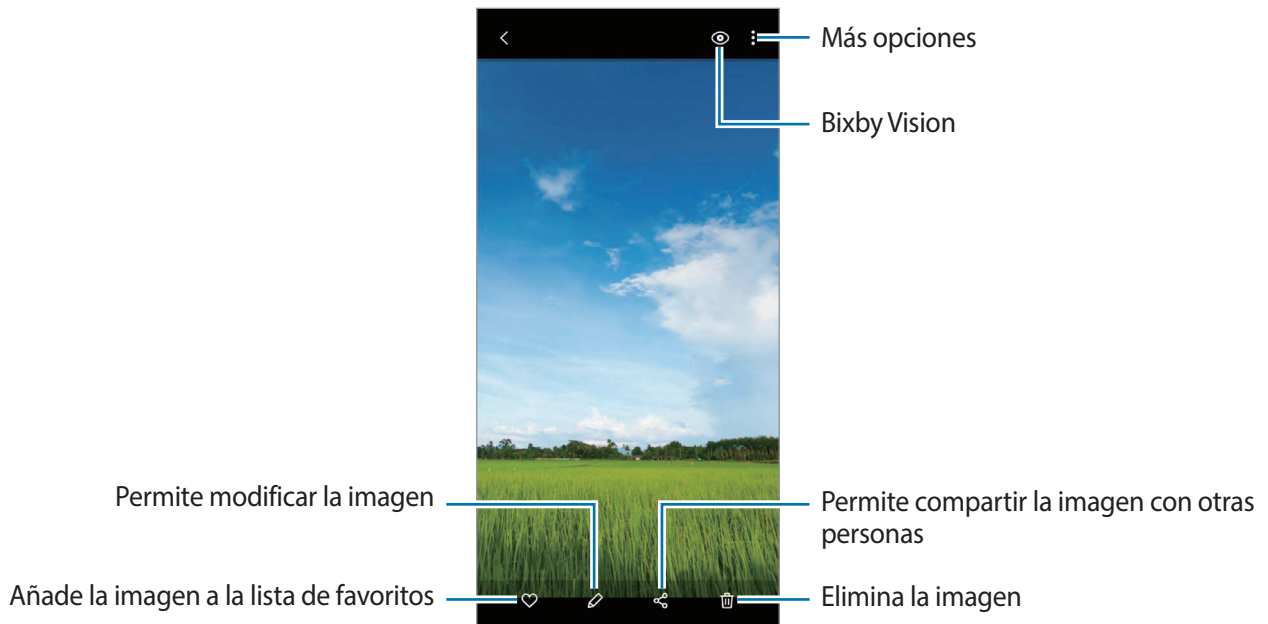 Más opciones
Bixby Vision
Permite modificar la imagen
Permite compartir la imagen con otras
personas
Añade la imagen a la lista de favoritos
Elimina la imagen